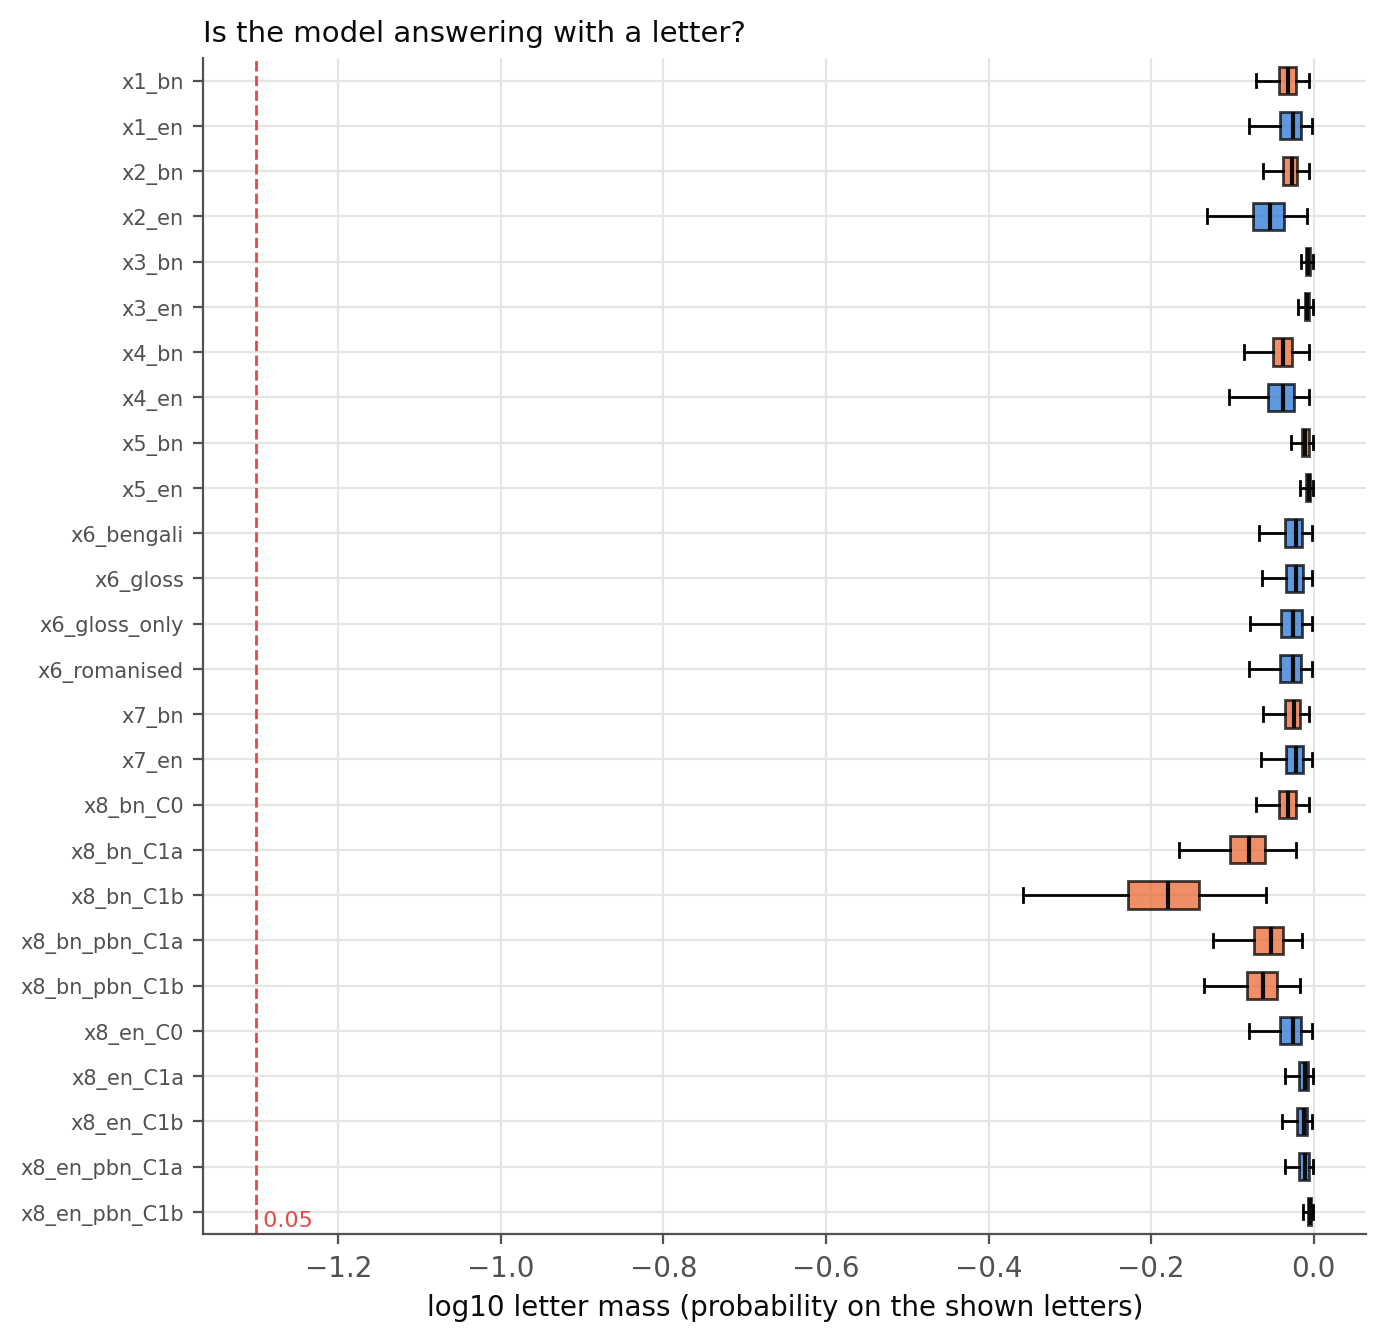 Is the model answering with a letter?
x1_bn
x1_en
x2_bn
x2_en
x3_bn
x3_en
x4_bn
x4_en
x5_bn
x5_en
x6_bengali
x6_gloss
x6_gloss_only
x6_romanised
x7_bn
x7_en
x8_bn_C0
x8_bn_C1a
x8_bn_C1b
x8_bn_pbn_C1a
x8_bn_pbn_C1b
x8_en_C0
x8_en_C1a
x8_en_C1b
x8_en_pbn_C1a
x8_en_pbn_C1b
0.05
−1.2 −1.0 −0.8 −0.6 −0.4 −0.2 0.0
log10 letter mass (probability on the shown letters)